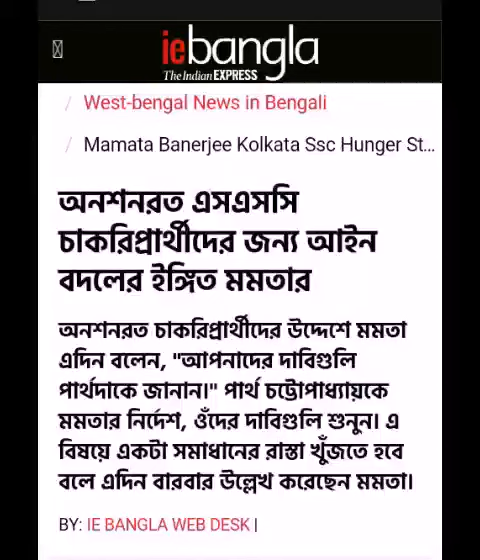 iebangla
The Indian EXPRESS
/ West-bengal News in Bengali
/ Mamata Banerjee Kolkata Ssc Hunger St...
অনশনরত এসএসসি
চাকরিপ্রার্থীদের জন্য আইন
বদলের ইঙ্গিত মমতার
অনশনরত চাকরিপ্রার্থীদের উদ্দেশে মমতা
এদিন বলেন, "আপনাদের দাবিগুলি
পার্থদাকে জানান।" পার্থ চট্টোপাধ্যায়কে
মমতার নির্দেশ, ওঁদের দাবিগুলি শুনুন। এ
বিষয়ে একটা সমাধানের রাস্তা খুঁজতে হবে
বলে এদিন বারবার উল্লেখ করেছেন মমতা।
BY: IE BANGLA WEB DESK |